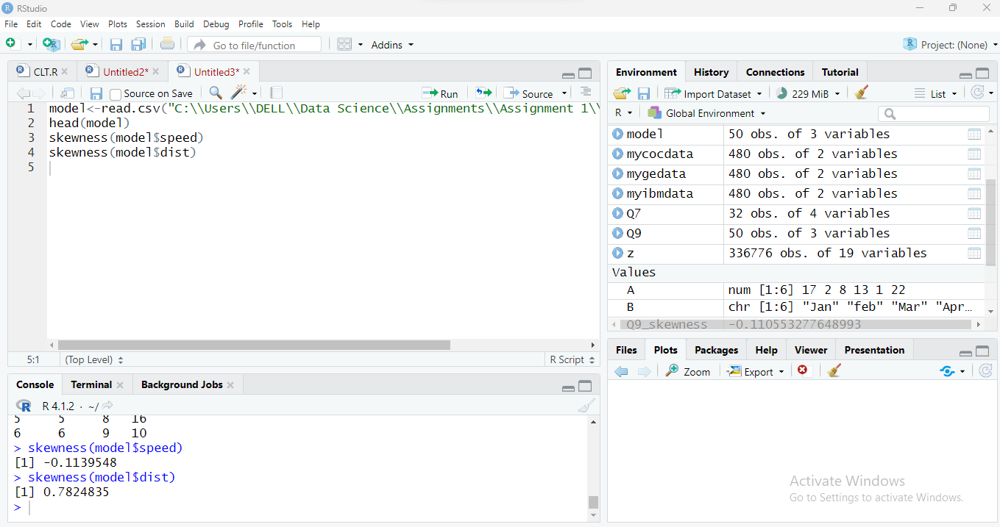 RStudio
File Edit Code View Plots Session Build Debug Profile Tools Help
Go to file/function Addins Project: (None)
CLT.R Untitled2* Untitled3*
Source on Save Run Source
1 model<-read.csv("C:\\Users\\DELL\\Data Science\\Assignments\\Assignment 1\\
2 head(model)
3 skewness(model$speed)
4 skewness(model$dist)
5
5:1 (Top Level) R Script
Console Terminal Background Jobs
R 4.1.2 · ~/
5 5 8 16
6 6 9 10
> skewness(model$speed)
[1] -0.1139548
> skewness(model$dist)
[1] 0.7824835
>
Environment History Connections Tutorial
Import Dataset 229 MiB List
R Global Environment
model 50 obs. of 3 variables
mycocdata 480 obs. of 2 variables
mygedata 480 obs. of 2 variables
myibmdata 480 obs. of 2 variables
Q7 32 obs. of 4 variables
Q9 50 obs. of 3 variables
z 336776 obs. of 19 variables
Values
A num [1:6] 17 2 8 13 1 22
B chr [1:6] "Jan" "feb" "Mar" "Apr…
Q9_skewness -0.110553277648993
Files Plots Packages Help Viewer Presentation
Zoom Export
Activate Windows
Go to Settings to activate Windows.